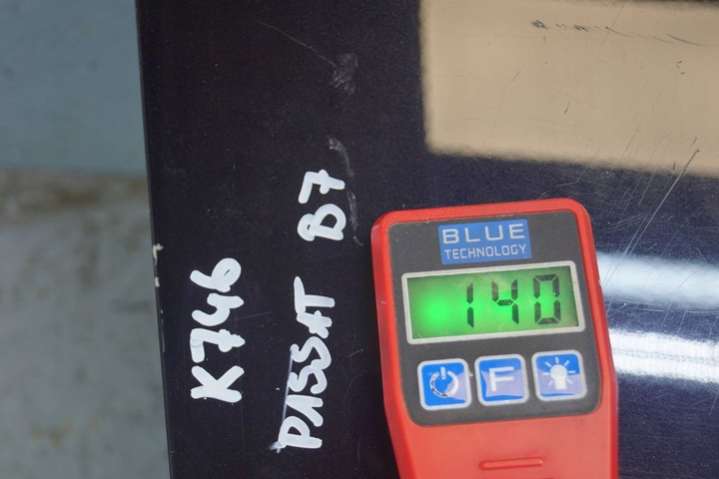 K746
PASSAT B7
BLUE
TECHNOLOGY
140
F